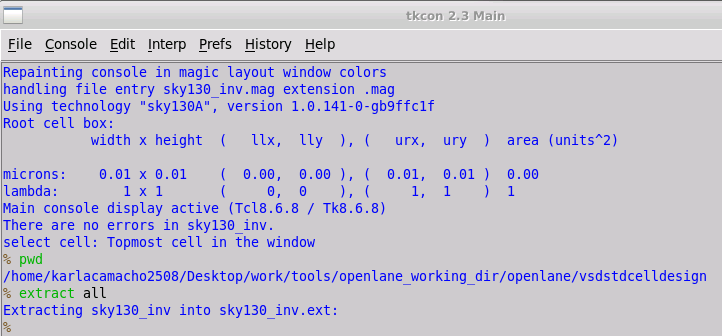 tkcon 2.3 Main
File Console Edit Interp Prefs History Help
Repainting console in magic layout window colors
handling file entry sky130_inv.mag extension .mag
Using technology "sky130A", version 1.0.141-0-gb9ffc1f
Root cell box:
           width x height  (   llx,  lly  ), (   urx,  ury  )  area (units^2)
microns:    0.01 x 0.01    (  0.00,  0.00 ), (  0.01,  0.01 )  0.00
lambda:        1 x 1       (     0,  0    ), (     1,  1    )  1
Main console display active (Tcl8.6.8 / Tk8.6.8)
There are no errors in sky130_inv.
select cell: Topmost cell in the window
% pwd
/home/karlacamacho2508/Desktop/work/tools/openlane_working_dir/openlane/vsdstdcelldesign
% extract all
Extracting sky130_inv into sky130_inv.ext:
%